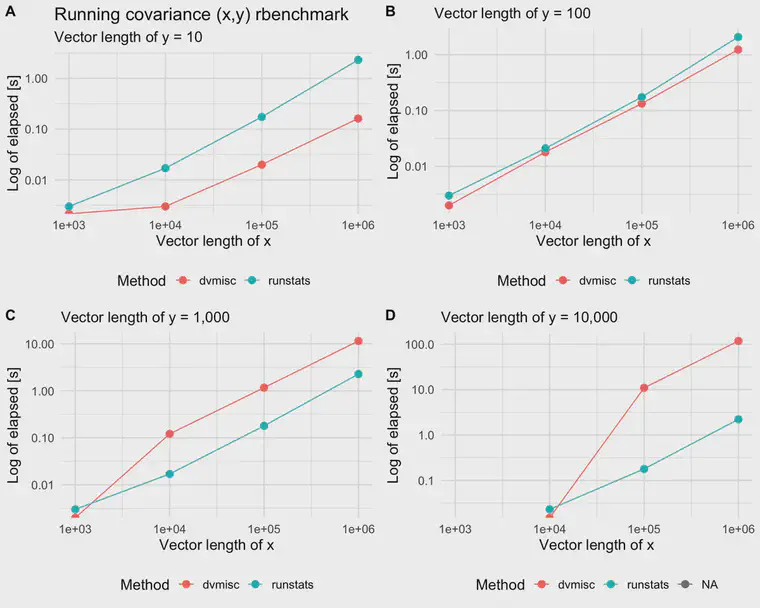 A
Running covariance (x,y) rbenchmark
Vector length of y = 10
Log of elapsed [s]
1.00
0.10
0.01
1e+03 1e+04 1e+05 1e+06
Vector length of x
Method dvmisc runstats
B
Vector length of y = 100
Log of elapsed [s]
1.00
0.10
0.01
1e+03 1e+04 1e+05 1e+06
Vector length of x
Method dvmisc runstats
C
Vector length of y = 1,000
Log of elapsed [s]
10.00
1.00
0.10
0.01
1e+03 1e+04 1e+05 1e+06
Vector length of x
Method dvmisc runstats
D
Vector length of y = 10,000
Log of elapsed [s]
100.0
10.0
1.0
0.1
1e+03 1e+04 1e+05 1e+06
Vector length of x
Method dvmisc runstats NA